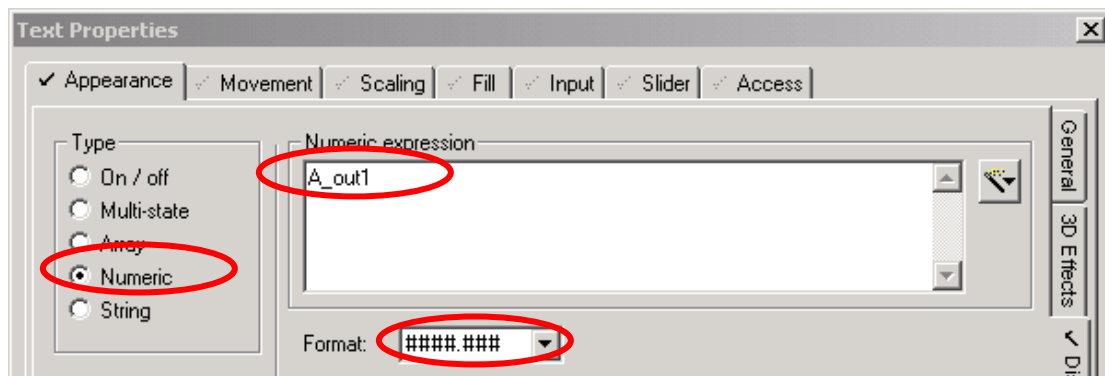 Text Properties
Appearance Movement Scaling Fill Input Slider Access
Type
On / off
Multi-state
Array
Numeric
String
Numeric expression
A_out1
Format: ####.###
General
3D Effects